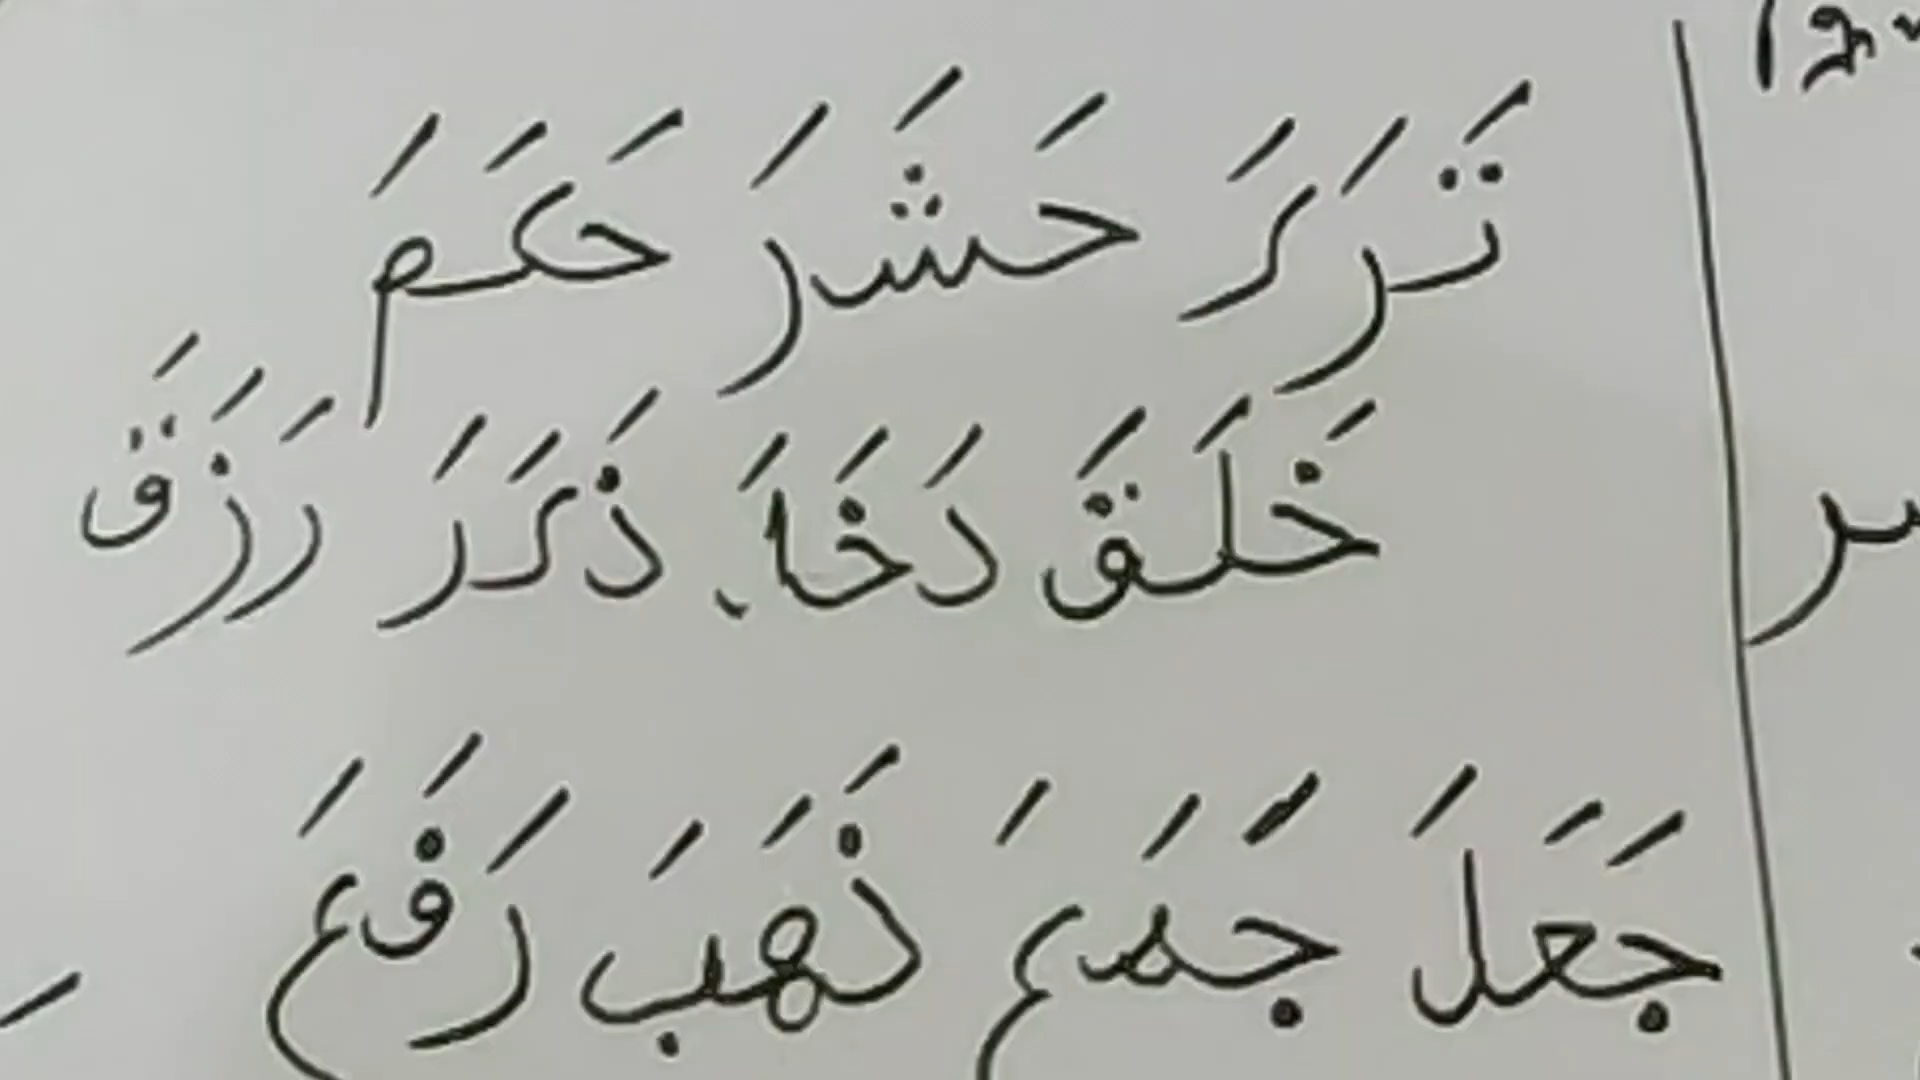 تَرَكَ حَشَرَ حَكَمَ
خَلَقَ دَخَلَ ذَكَرَ رَزَقَ
جَعَلَ جَمَعَ ذَهَبَ رَفَعَ